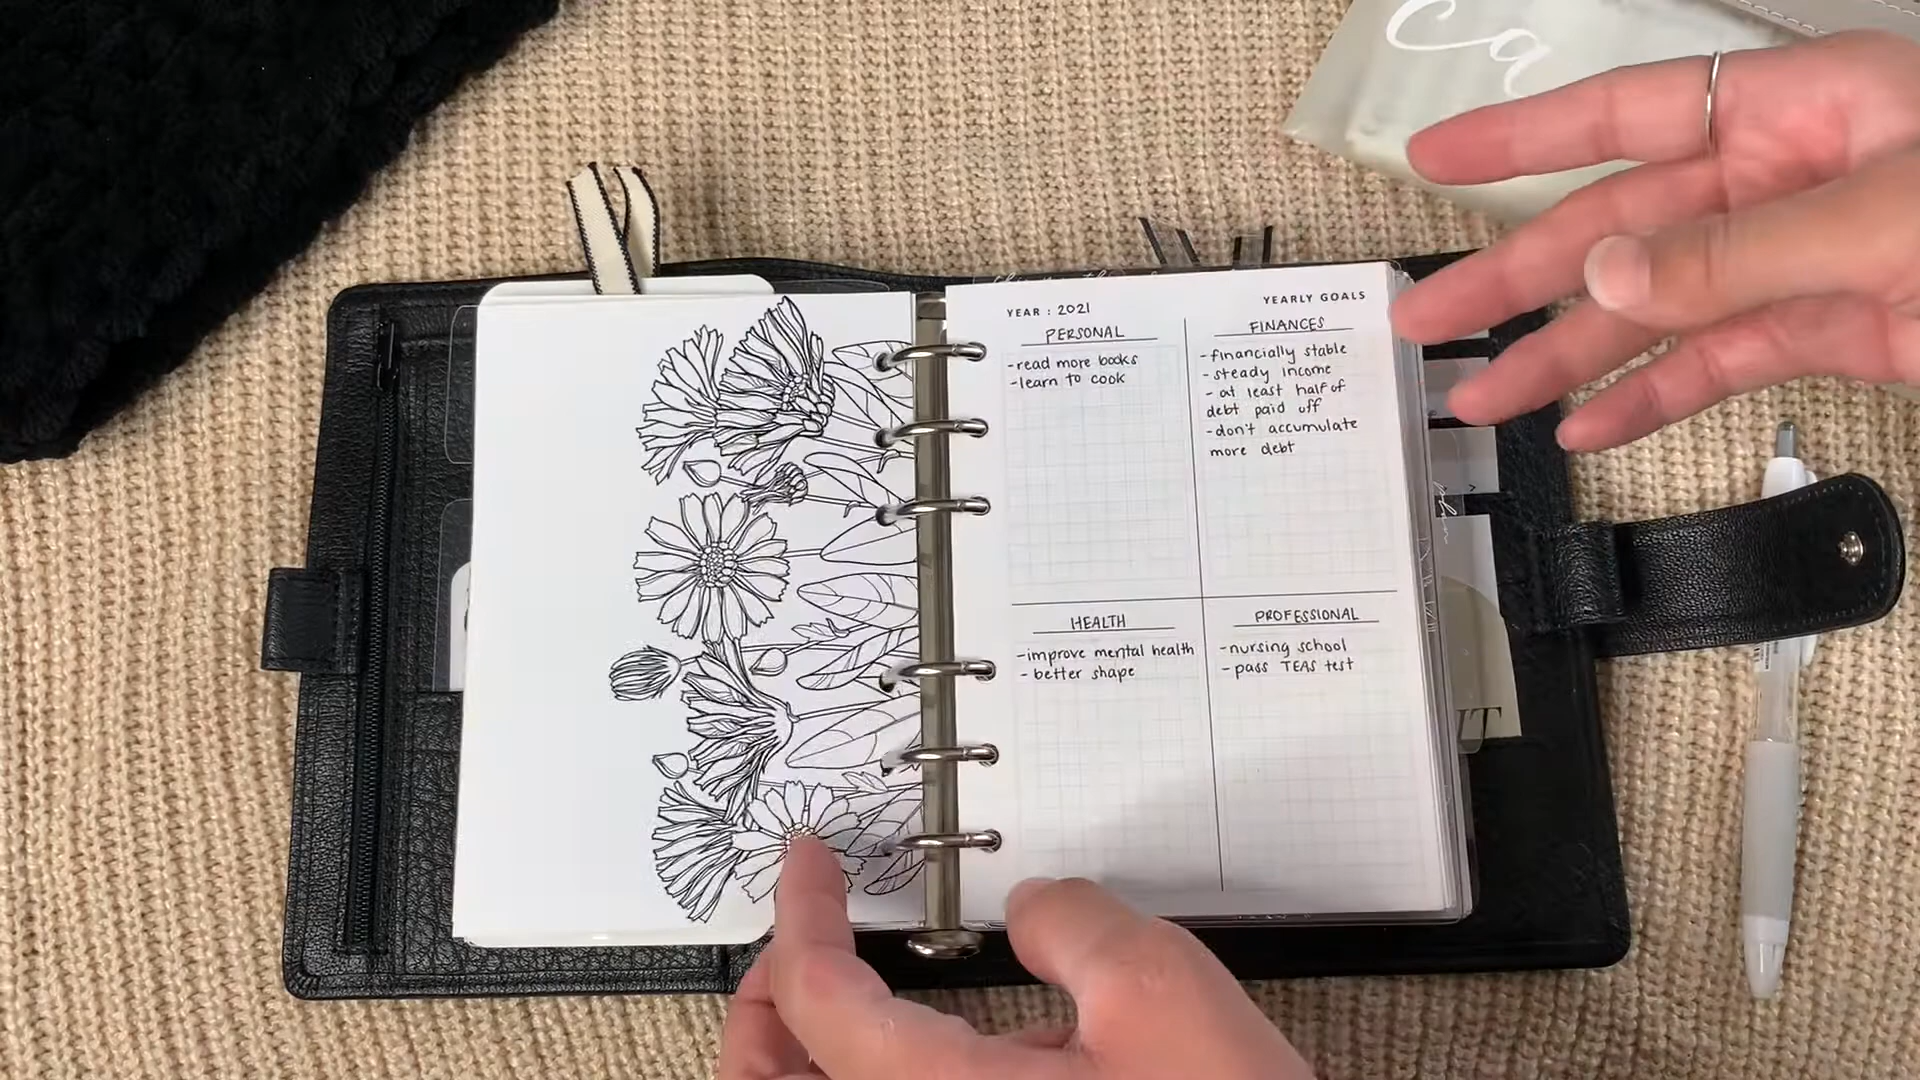 ca
YEAR : 2021
YEARLY GOALS
PERSONAL
- read more books
- learn to cook
FINANCES
- financially stable
- steady income
- at least half of
debt paid off
- don't accumulate
more debt
HEALTH
- improve mental health
- better shape
PROFESSIONAL
- nursing school
- pass TEAS test